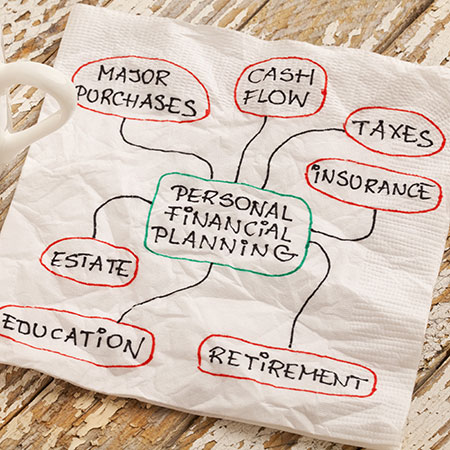 MAJOR
PURCHASES
CASH
FLOW
TAXES
INSURANCE
PERSONAL
FINANCIAL
PLANNING
ESTATE
EDUCATION
RETIREMENT